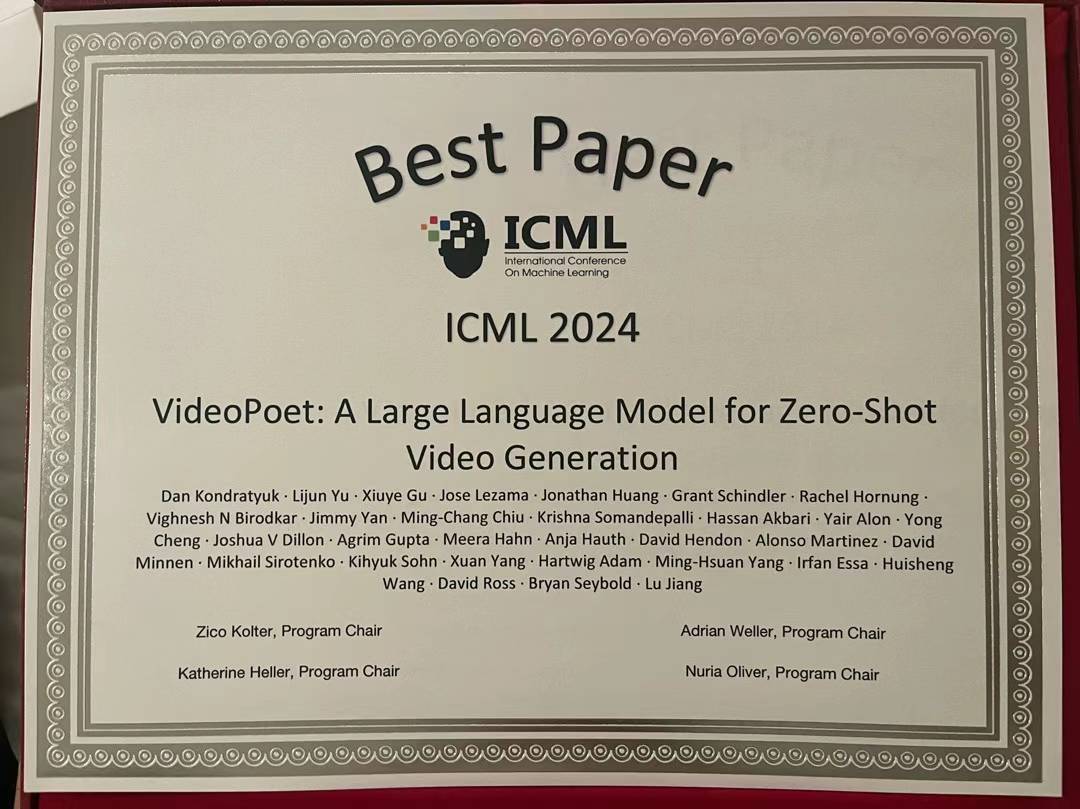 Best Paper
ICML
International Conference
On Machine Learning
ICML 2024
VideoPoet: A Large Language Model for Zero-Shot
Video Generation
Dan Kondratyuk · Lijun Yu · Xiuye Gu · Jose Lezama · Jonathan Huang · Grant Schindler · Rachel Hornung ·
Vighnesh N Birodkar · Jimmy Yan · Ming-Chang Chiu · Krishna Somandepalli · Hassan Akbari · Yair Alon · Yong
Cheng · Joshua V Dillon · Agrim Gupta · Meera Hahn · Anja Hauth · David Hendon · Alonso Martinez · David
Minnen · Mikhail Sirotenko · Kihyuk Sohn · Xuan Yang · Hartwig Adam · Ming-Hsuan Yang · Irfan Essa · Huisheng
Wang · David Ross · Bryan Seybold · Lu Jiang
Zico Kolter, Program Chair
Adrian Weller, Program Chair
Katherine Heller, Program Chair
Nuria Oliver, Program Chair